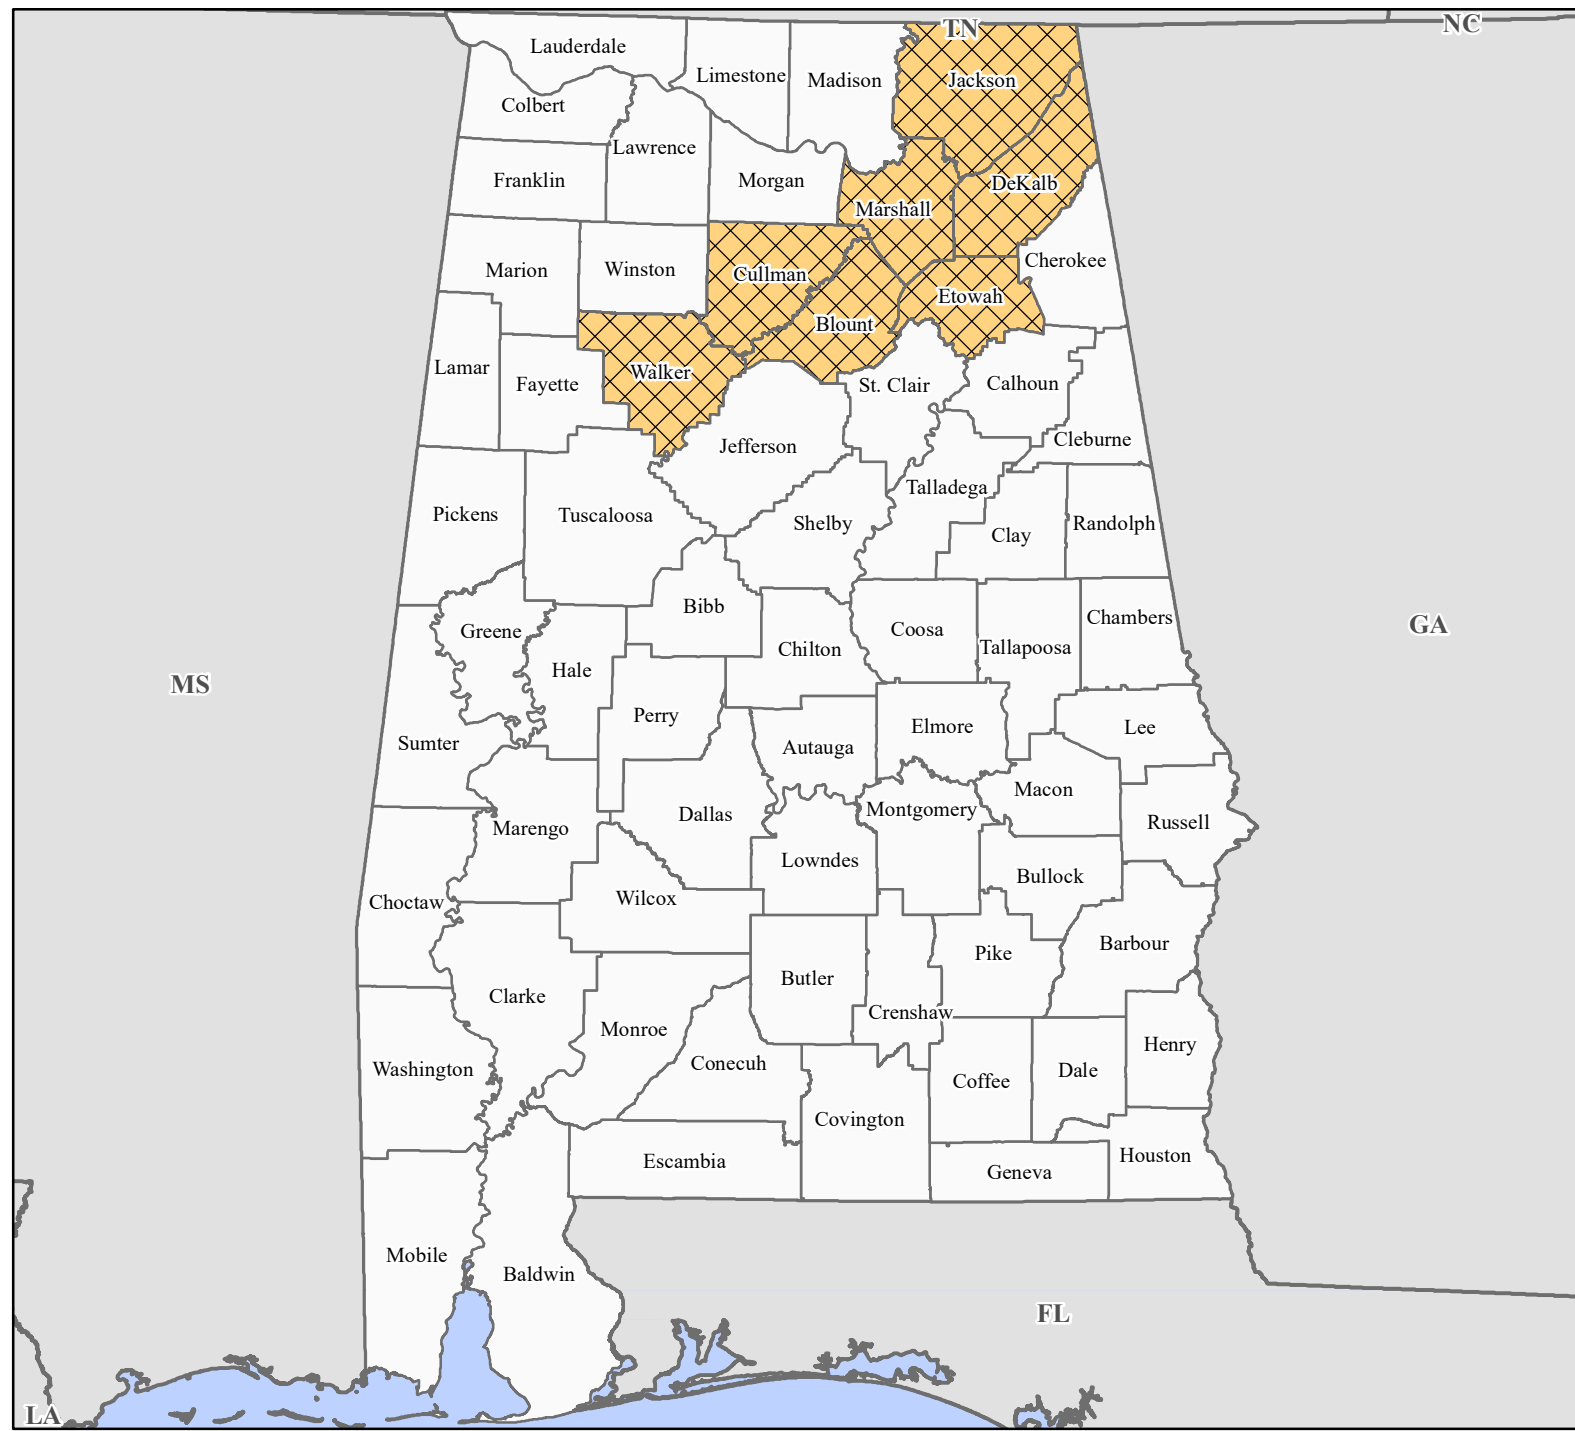 TN
NC
Lauderdale
Limestone
Madison
Jackson
Colbert
Lawrence
Franklin
Morgan
DeKalb
Marshall
Cherokee
Marion
Winston
Cullman
Etowah
Blount
Lamar
Walker
Fayette
St. Clair
Calhoun
Cleburne
Jefferson
Talladega
Pickens
Tuscaloosa
Shelby
Clay
Randolph
Bibb
Chambers
Greene
Coosa
GA
Tallapoosa
Chilton
Hale
MS
Perry
Elmore
Lee
Sumter
Autauga
Macon
Montgomery
Dallas
Russell
Marengo
Lowndes
Bullock
Wilcox
Choctaw
Barbour
Pike
Butler
Clarke
Crenshaw
Monroe
Henry
Conecuh
Washington
Dale
Coffee
Covington
Houston
Escambia
Geneva
Mobile
Baldwin
FL
LA